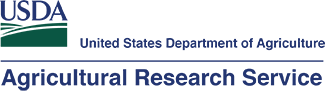 USDA
United States Department of Agriculture
Agricultural Research Service